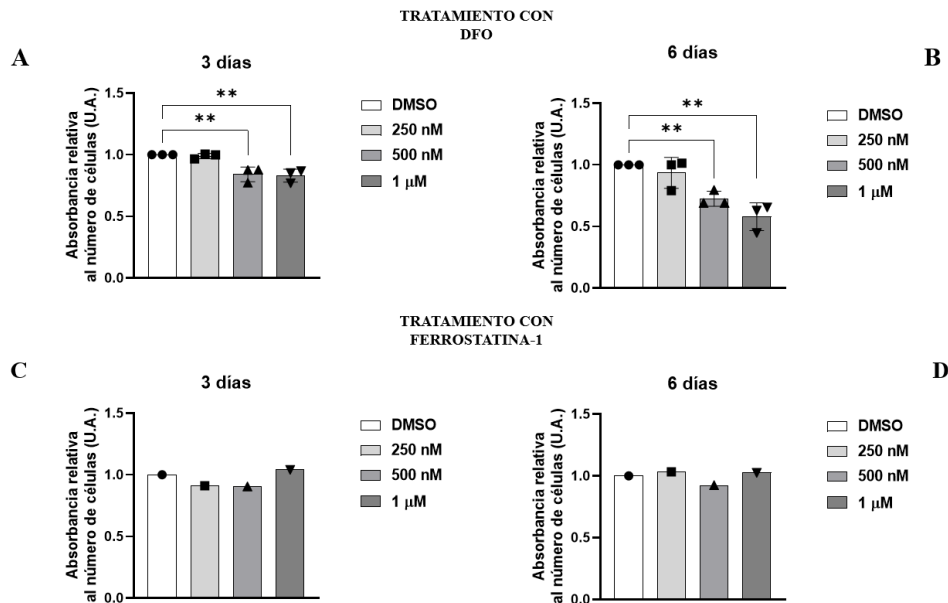 TRATAMIENTO CON
DFO
A
B
3 días
Absorbancia relativa
al número de células (U.A.)
1.5
1.0
0.5
0.0
**
**
DMSO
250 nM
500 nM
1 μM
6 días
Absorbancia relativa
al número de células (U.A.)
1.5
1.0
0.5
0.0
**
**
DMSO
250 nM
500 nM
1 μM
TRATAMIENTO CON
FERROSTATINA-1
C
D
3 días
Absorbancia relativa
al número de células (U.A.)
1.5
1.0
0.5
0.0
DMSO
250 nM
500 nM
1 μM
6 días
Absorbancia relativa
al número de células (U.A.)
1.5
1.0
0.5
0.0
DMSO
250 nM
500 nM
1 μM